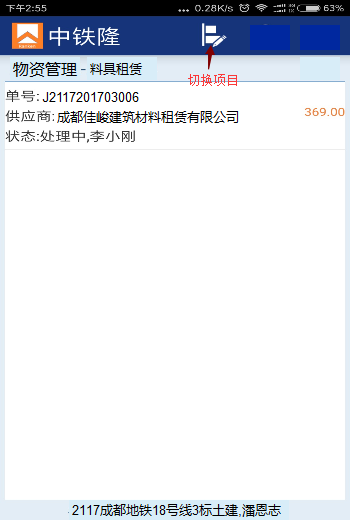 下午2:55 ... 0.28K/s 63%
中铁隆
切换项目
物资管理 - 料具租赁
单号: J2117201703006
供应商: 成都佳峻建筑材料租赁有限公司 369.00
状态:处理中,李小刚
2117成都地铁18号线3标土建,潘恩志